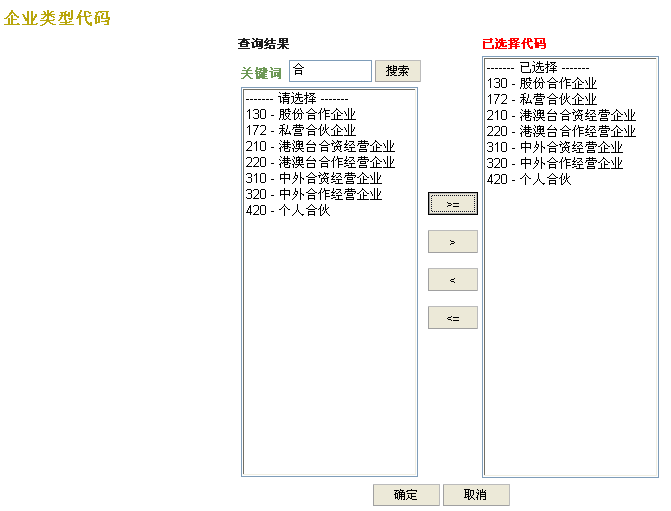 企业类型代码
查询结果
已选择代码
关键词 合 搜索
------- 请选择 -------
130 - 股份合作企业
172 - 私营合伙企业
210 - 港澳台合资经营企业
220 - 港澳台合作经营企业
310 - 中外合资经营企业
320 - 中外合作经营企业
420 - 个人合伙
>=
>
<
<=
------- 已选择 -------
130 - 股份合作企业
172 - 私营合伙企业
210 - 港澳台合资经营企业
220 - 港澳台合作经营企业
310 - 中外合资经营企业
320 - 中外合作经营企业
420 - 个人合伙
确定 取消